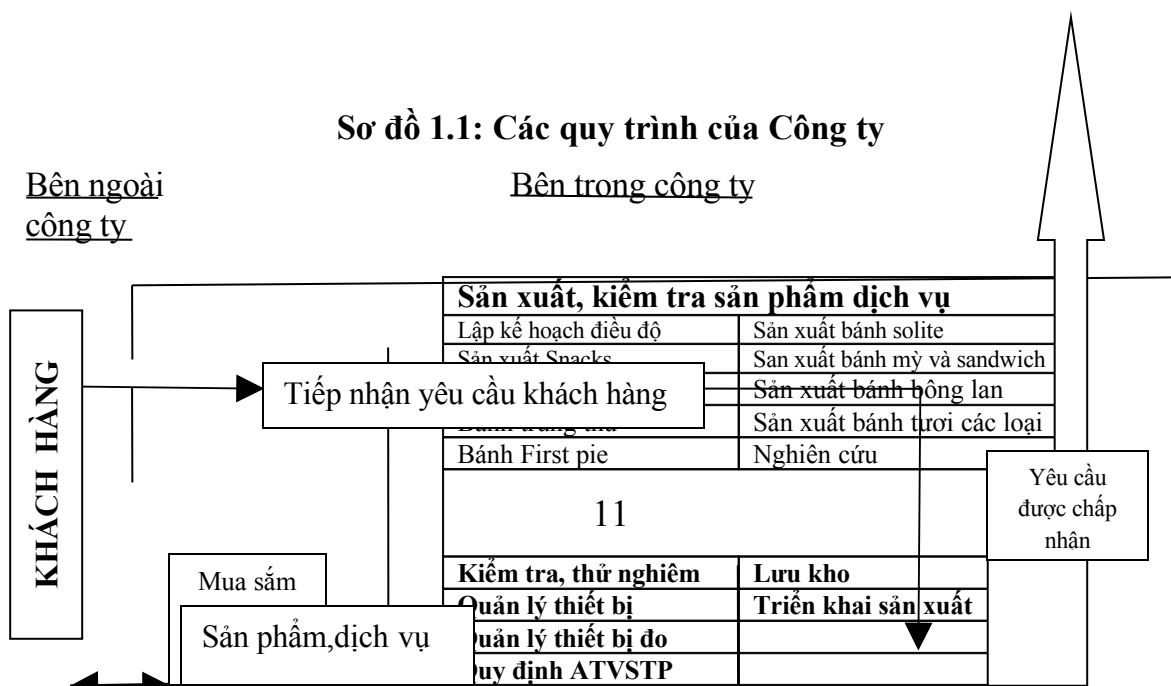 Sơ đồ 1.1: Các quy trình của Công ty
Bên ngoài
công ty
Bên trong công ty
KHÁCH HÀNG
Sản xuất, kiểm tra sản phẩm dịch vụ
Lập kế hoạch điều độ
Sản xuất bánh solite
Sản xuất Snacks
San xuất bánh mỳ và sandwich
Tiếp nhận yêu cầu khách hàng
Sản xuất bánh bông lan
Bánh trung thu
Sản xuất bánh tươi các loại
Bánh First pie
Nghiên cứu
Yêu cầu
được chấp
nhận
11
Kiểm tra, thử nghiêm
Lưu kho
Mua sắm
Quản lý thiết bị
Triển khai sản xuất
Sản phẩm,dịch vụ
Quản lý thiết bị đo
Quy định ATVSTP